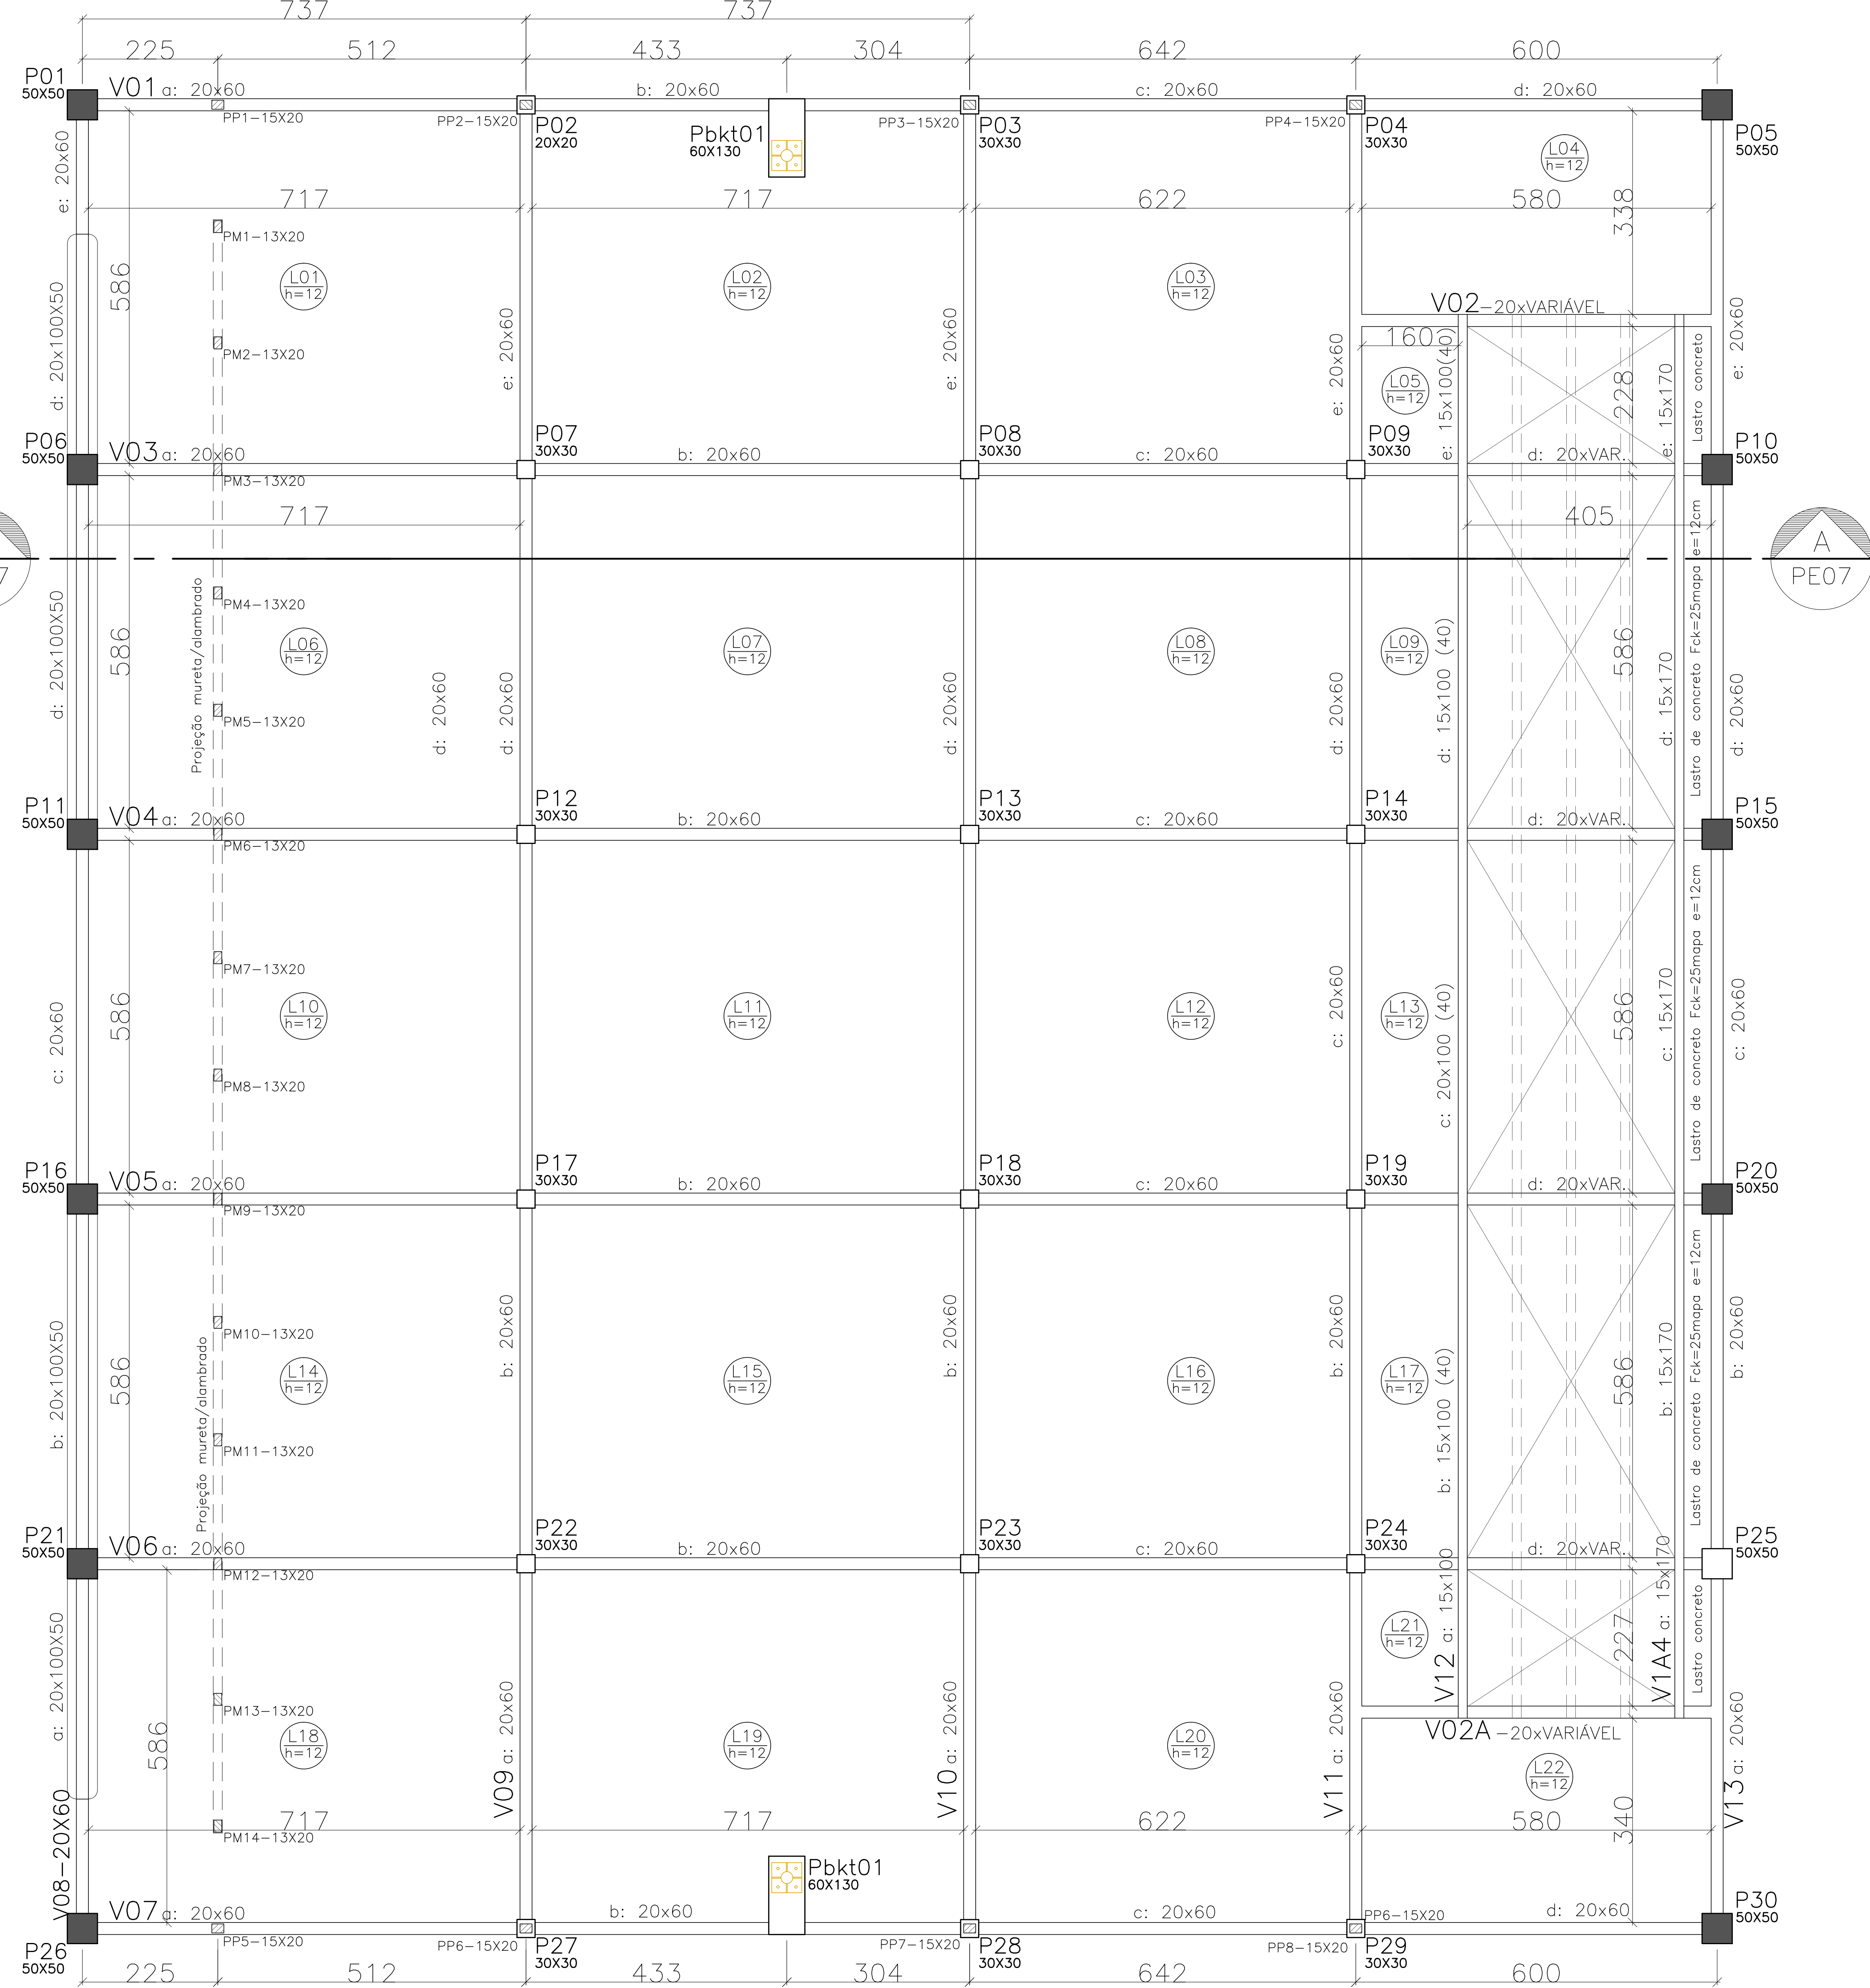 737 737
225 512 433 304 642 600
P01
50X50
V01 a: 20x60
b: 20x60
c: 20x60
d: 20x60
PP1-15X20
PP2-15X20
P02
20X20
Pbkt01
60X130
PP3-15X20
P03
30X30
PP4-15X20
P04
30X30
L04
h=12
P05
50X50
e: 20x60
717 717 622 580
338
PM1-13X20
586
L01
h=12
L02
h=12
L03
h=12
d: 20x100X50
PM2-13X20
e: 20x60
e: 20x60
e: 20x60
V02-20xVARIÁVEL
160
L05
h=12
e: 15x100(40)
228
e: 15x170
Lastro concreto
e: 20x60
P06
50X50
V03 a: 20x60
PM3-13X20
P07
30X30
b: 20x60
P08
30X30
c: 20x60
P09
30X30
d: 20xVAR.
P10
50X50
717
405
A
PE07
7
Projeção mureta/alambrado
PM4-13X20
d: 20x100X50
586
L06
h=12
d: 20x60
d: 20x60
L07
h=12
d: 20x60
L08
h=12
d: 20x60
L09
h=12
d: 15x100 (40)
586
d: 15x170
Lastro de concreto Fck=25mapa e=12cm
d: 20x60
PM5-13X20
P11
50X50
V04 a: 20x60
PM6-13X20
P12
30X30
b: 20x60
P13
30X30
c: 20x60
P14
30X30
d: 20xVAR.
P15
50X50
PM7-13X20
c: 20x60
586
L10
h=12
L11
h=12
L12
h=12
c: 20x60
L13
h=12
c: 20x100 (40)
586
c: 15x170
Lastro de concreto Fck=25mapa e=12cm
c: 20x60
PM8-13X20
P16
50X50
V05 a: 20x60
PM9-13X20
P17
30X30
b: 20x60
P18
30X30
c: 20x60
P19
30X30
d: 20xVAR.
P20
50X50
PM10-13X20
Projeção mureta/alambrado
b: 20x100X50
586
L14
h=12
b: 20x60
L15
h=12
b: 20x60
L16
h=12
b: 20x60
L17
h=12
b: 15x100 (40)
586
b: 15x170
Lastro de concreto Fck=25mapa e=12cm
b: 20x60
PM11-13X20
P21
50X50
V06 a: 20x60
PM12-13X20
P22
30X30
b: 20x60
P23
30X30
c: 20x60
P24
30X30
d: 20xVAR.
P25
50X50
a: 20x100X50
586
PM13-13X20
L18
h=12
V09 a: 20x60
L19
h=12
V10 a: 20x60
L20
h=12
V11 a: 20x60
L21
h=12
V12 a: 15x100
227
V1A4 a: 15x170
Lastro concreto
V02A -20xVARIÁVEL
L22
h=12
V13 a: 20x60
V08-20X60
PM14-13X20
717 717 622 580
340
Pbkt01
60X130
P26
50X50
V07 a: 20x60
PP5-15X20
PP6-15X20
P27
30X30
b: 20x60
PP7-15X20
P28
30X30
c: 20x60
PP6-15X20
PP8-15X20
P29
30X30
d: 20x60
P30
50X50
225 512 433 304 642 600